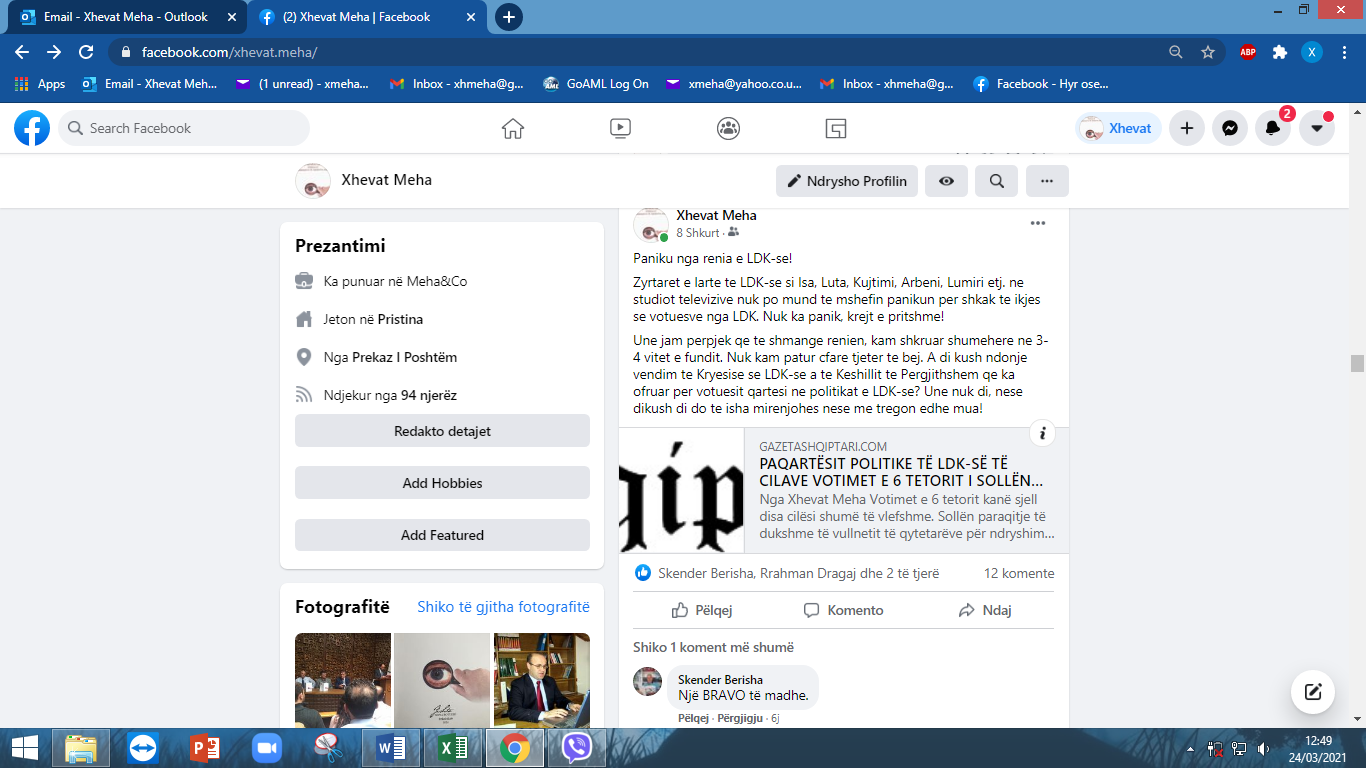 Email - Xhevat Meha - Outlook
(2) Xhevat Meha | Facebook
facebook.com/xhevat.meha/
ABP
X
Apps
Email - Xhevat Meh...
(1 unread) - xmeha...
Inbox - xhmeha@g...
GoAML Log On
xmeha@yahoo.co.u...
Inbox - xhmeha@g...
Facebook - Hyr ose...
Search Facebook
Xhevat
2
Xhevat Meha
Ndrysho Profilin
Prezantimi
Ka punuar në Meha&Co
Jeton në Pristina
Nga Prekaz I Poshtëm
Ndjekur nga 94 njerëz
Redakto detajet
Add Hobbies
Add Featured
Fotografitë
Shiko të gjitha fotografitë
Xhevat Meha
8 Shkurt ·
Paniku nga renia e LDK-se!
Zyrtaret e larte te LDK-se si Isa, Luta, Kujtimi, Arbeni, Lumiri etj. ne
studiot televizive nuk po mund te mshefin panikun per shkak te ikjes
se votuesve nga LDK. Nuk ka panik, krejt e pritshme!
Une jam perpjek qe te shmange renien, kam shkruar shumehere ne 3-
4 vitet e fundit. Nuk kam patur cfare tjeter te bej. A di kush ndonje
vendim te Kryesise se LDK-se a te Keshillit te Pergjithshem qe ka
ofruar per votuesit qartesi ne politikat e LDK-se? Une nuk di, nese
dikush di do te isha mirenjohes nese me tregon edhe mua!
qip
GAZETASHQIPTARI.COM
PAQARTËSIT POLITIKE TË LDK-SË TË
CILAVE VOTIMET E 6 TETORIT I SOLLËN...
Nga Xhevat Meha Votimet e 6 tetorit kanë sjell
disa cilësi shumë të vlefshme. Sollën paraqitje të
dukshme të vullnetit të qytetarëve për ndryshim...
Skender Berisha, Rrahman Dragaj dhe 2 të tjerë
12 komente
Pëlqej
Komento
Ndaj
Shiko 1 koment më shumë
Skender Berisha
Një BRAVO të madhe.
Pëlqej · Përgjigju · 6j
12:49
24/03/2021